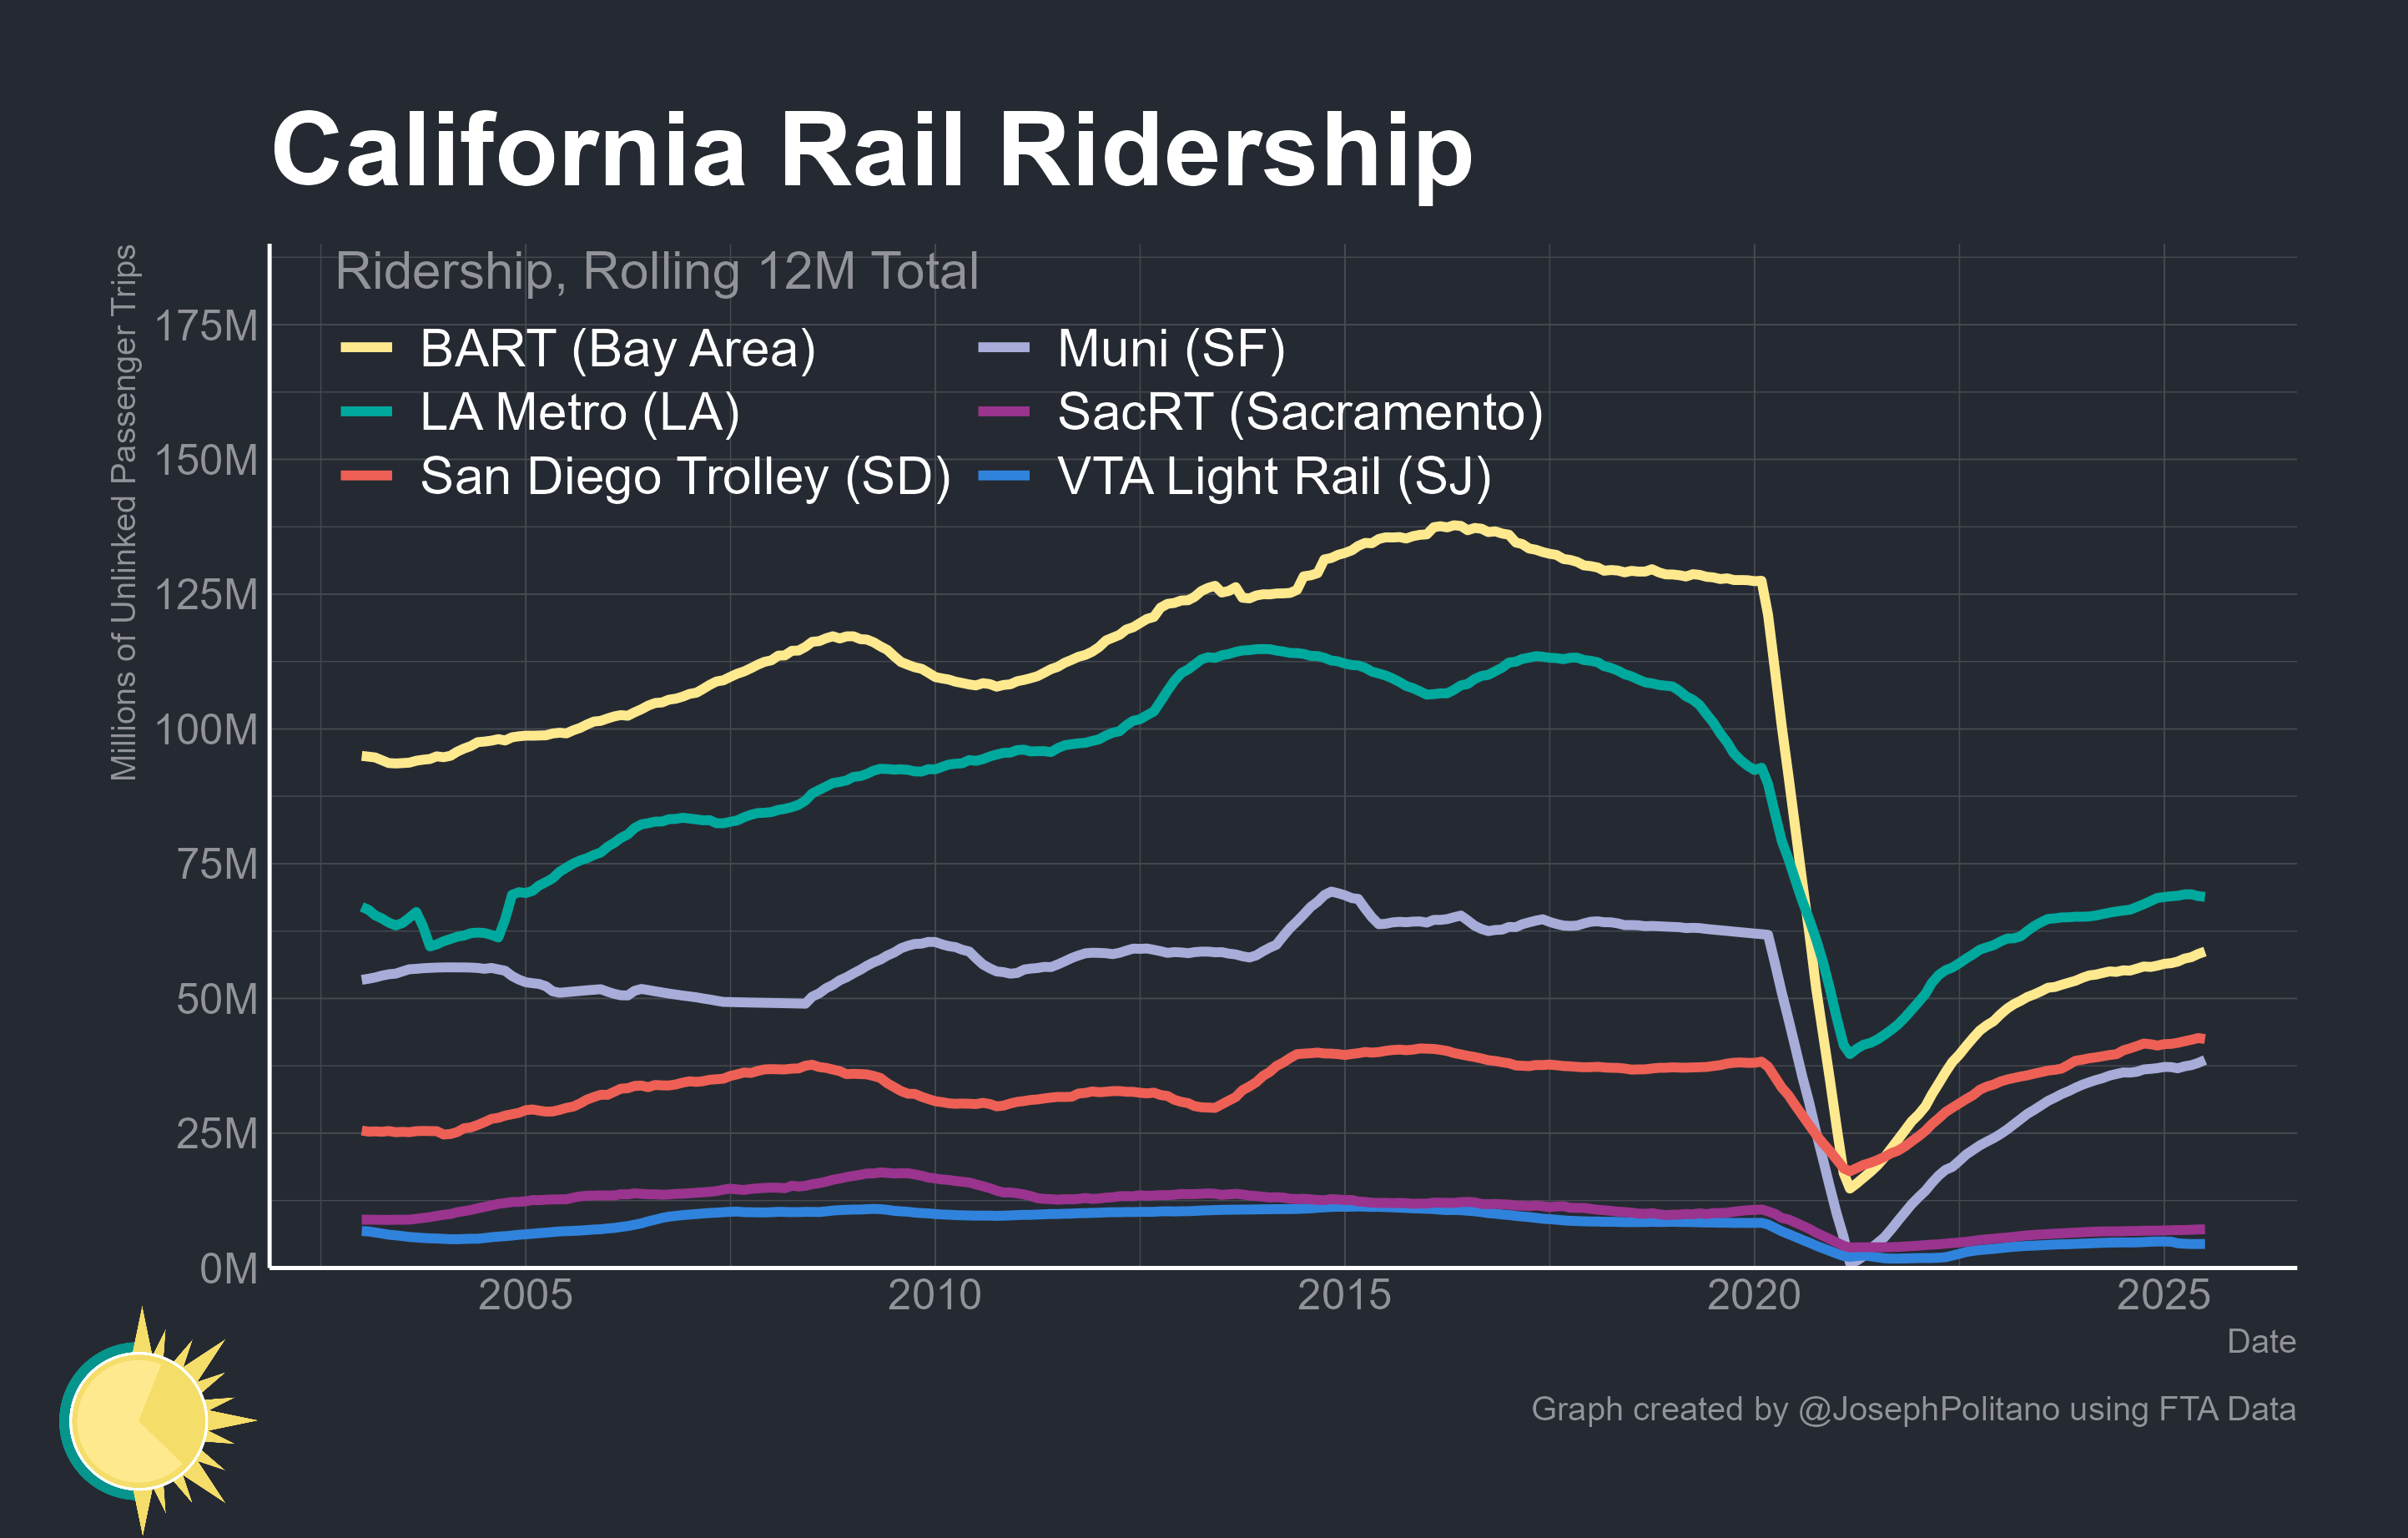 California Rail Ridership
Ridership, Rolling 12M Total
BART (Bay Area)
LA Metro (LA)
San Diego Trolley (SD)
Muni (SF)
SacRT (Sacramento)
VTA Light Rail (SJ)
Millions of Unlinked Passenger Trips
175M
150M
125M
100M
75M
50M
25M
0M
2005 2010 2015 2020 2025
Date
Graph created by @JosephPolitano using FTA Data